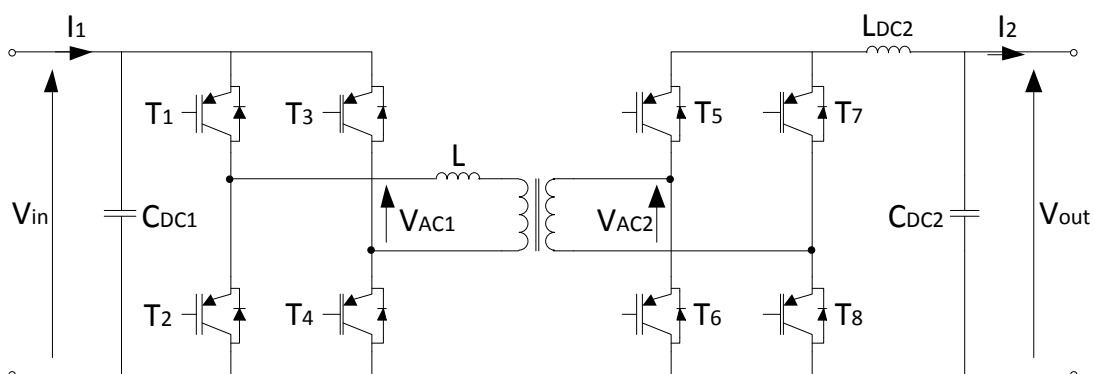 I1
LDC2
I2
T1
T3
T5
T7
L
Vin
CDC1
VAC1
VAC2
CDC2
Vout
T2
T4
T6
T8